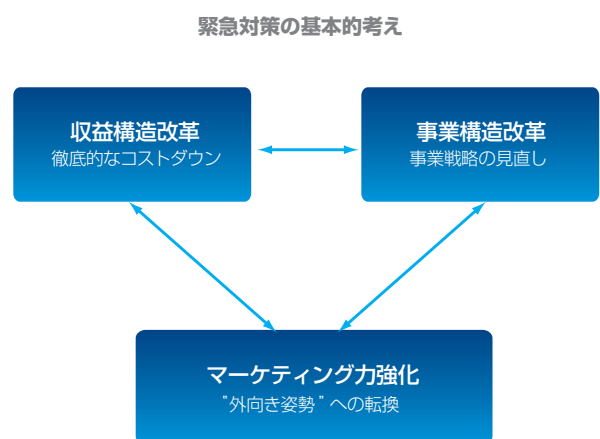 緊急対策の基本的考え
収益構造改革
徹底的なコストダウン
事業構造改革
事業戦略の見直し
マーケティング力強化
"外向き姿勢"への転換